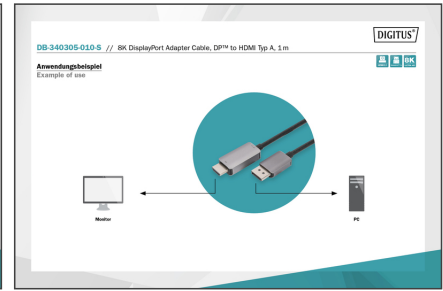 DIGITUS®
DB-340305-010-S // 8K DisplayPort Adapter Cable, DP™ to HDMI Typ A, 1 m
Anwendungsbeispiel
Example of use
8K
Monitor
PC